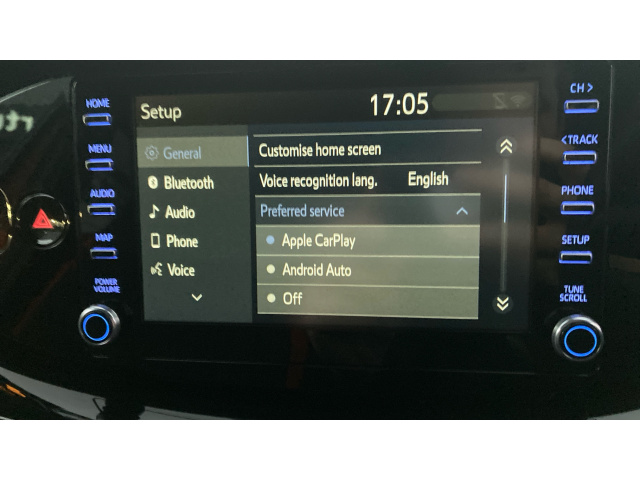 HOME
MENU
AUDIO
MAP
POWER
VOLUME
Setup
17:05
General
Bluetooth
Audio
Phone
Voice
Customise home screen
Voice recognition lang. English
Preferred service
Apple CarPlay
Android Auto
Off
CH >
< TRACK
PHONE
SETUP
TUNE
SCROLL